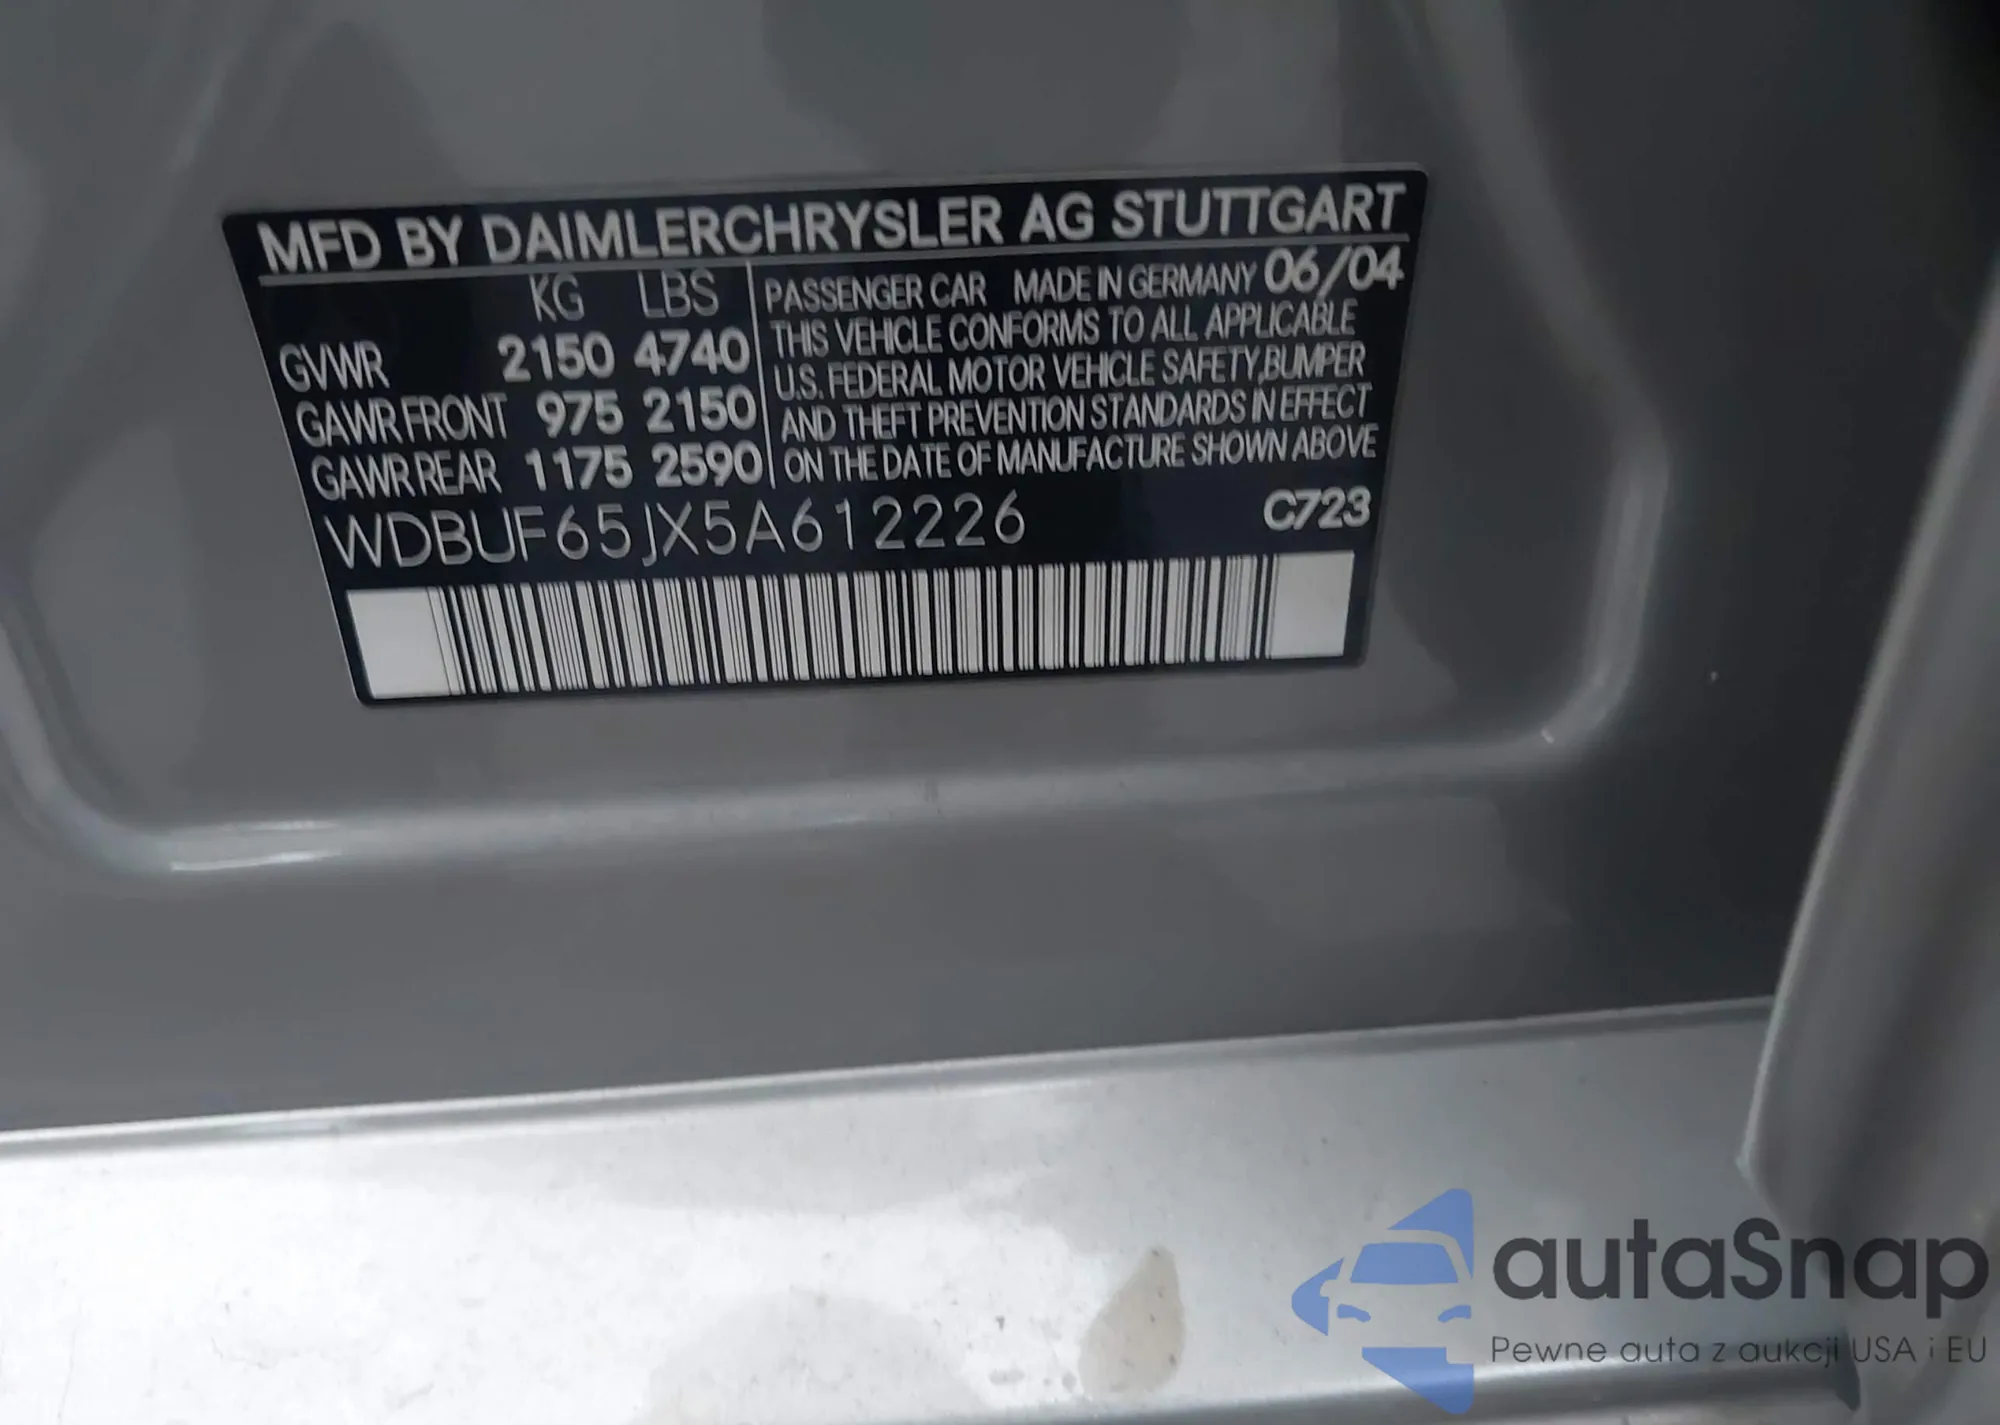 MFD BY DAIMLERCHRYSLER AG STUTTGART
KG LBS
GVWR 2150 4740
GAWR FRONT 975 2150
GAWR REAR 1175 2590
PASSENGER CAR MADE IN GERMANY 06/04
THIS VEHICLE CONFORMS TO ALL APPLICABLE
U.S. FEDERAL MOTOR VEHICLE SAFETY,BUMPER
AND THEFT PREVENTION STANDARDS IN EFFECT
ON THE DATE OF MANUFACTURE SHOWN ABOVE
WDBUF65JX5A612226 C723
autaSnap
Pewne auta z aukcji USA i EU